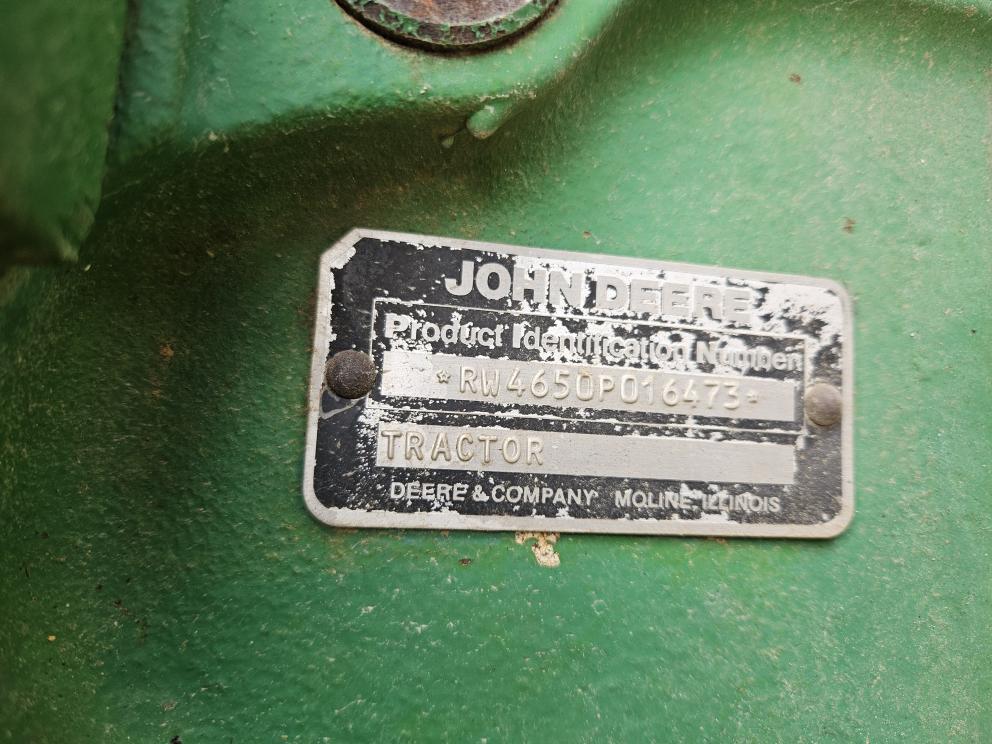 JOHN DEERE
Product Identification Number
*RW4650P016473*
TRACTOR
DEERE & COMPANY MOLINE, ILLINOIS